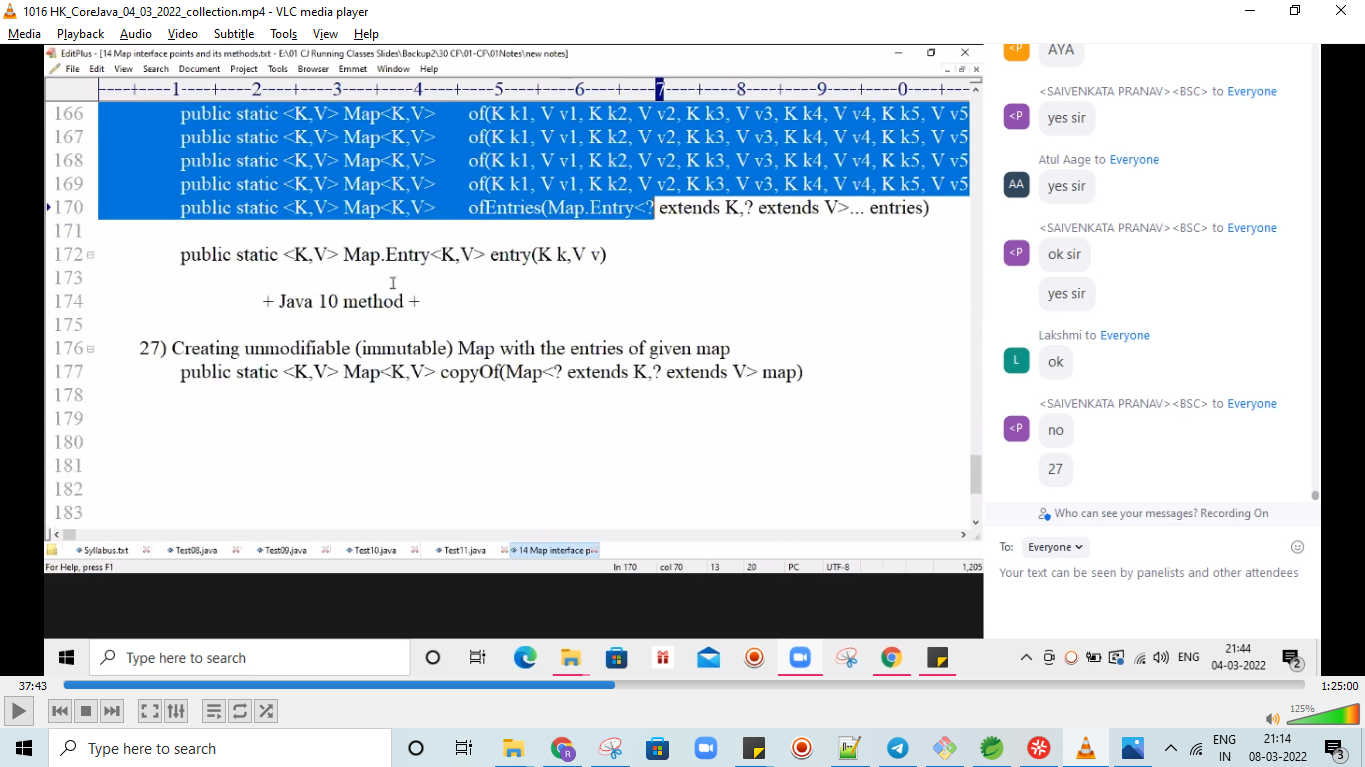 1016 HK_CoreJava_04_03_2022_collection.mp4 - VLC media player
Media Playback Audio Video Subtitle Tools View Help
EditPlus - [14 Map interface points and its methods.txt - E:\01 CJ Running Classes Slides\Backup2\30 CF\01-CF\01Notes\new notes]
File Edit View Search Document Project Tools Browser Emmet Window Help
----+----1----+----2----+----3----+----4----+----5----+----6----+----7----+----8----+----9----+----0----+---
166 public static <K,V> Map<K,V> of(K k1, V v1, K k2, V v2, K k3, V v3, K k4, V v4, K k5, V v5
167 public static <K,V> Map<K,V> of(K k1, V v1, K k2, V v2, K k3, V v3, K k4, V v4, K k5, V v5
168 public static <K,V> Map<K,V> of(K k1, V v1, K k2, V v2, K k3, V v3, K k4, V v4, K k5, V v5
169 public static <K,V> Map<K,V> of(K k1, V v1, K k2, V v2, K k3, V v3, K k4, V v4, K k5, V v5
170 public static <K,V> Map<K,V> ofEntries(Map.Entry<? extends K,? extends V>... entries)
171
172 public static <K,V> Map.Entry<K,V> entry(K k,V v)
173
174 + Java 10 method +
175
176 27) Creating unmodifiable (immutable) Map with the entries of given map
177 public static <K,V> Map<K,V> copyOf(Map<? extends K,? extends V> map)
178
179
180
181
182
183
Syllabus.txt Test08.java Test09.java Test10.java Test11.java 14 Map interface p
For Help, press F1 ln 170 col 70 13 20 PC UTF-8 1,205
<P AYA
<SAIVENKATA PRANAV><BSC> to Everyone
<P yes sir
Atul Aage to Everyone
AA yes sir
<SAIVENKATA PRANAV><BSC> to Everyone
<P ok sir
yes sir
Lakshmi to Everyone
L ok
<SAIVENKATA PRANAV><BSC> to Everyone
<P no
27
Who can see your messages? Recording On
To: Everyone
Your text can be seen by panelists and other attendees
Type here to search
ENG 21:44
04-03-2022 2
37:43 1:25:00
125%
Type here to search
ENG 21:14
IN 08-03-2022 3